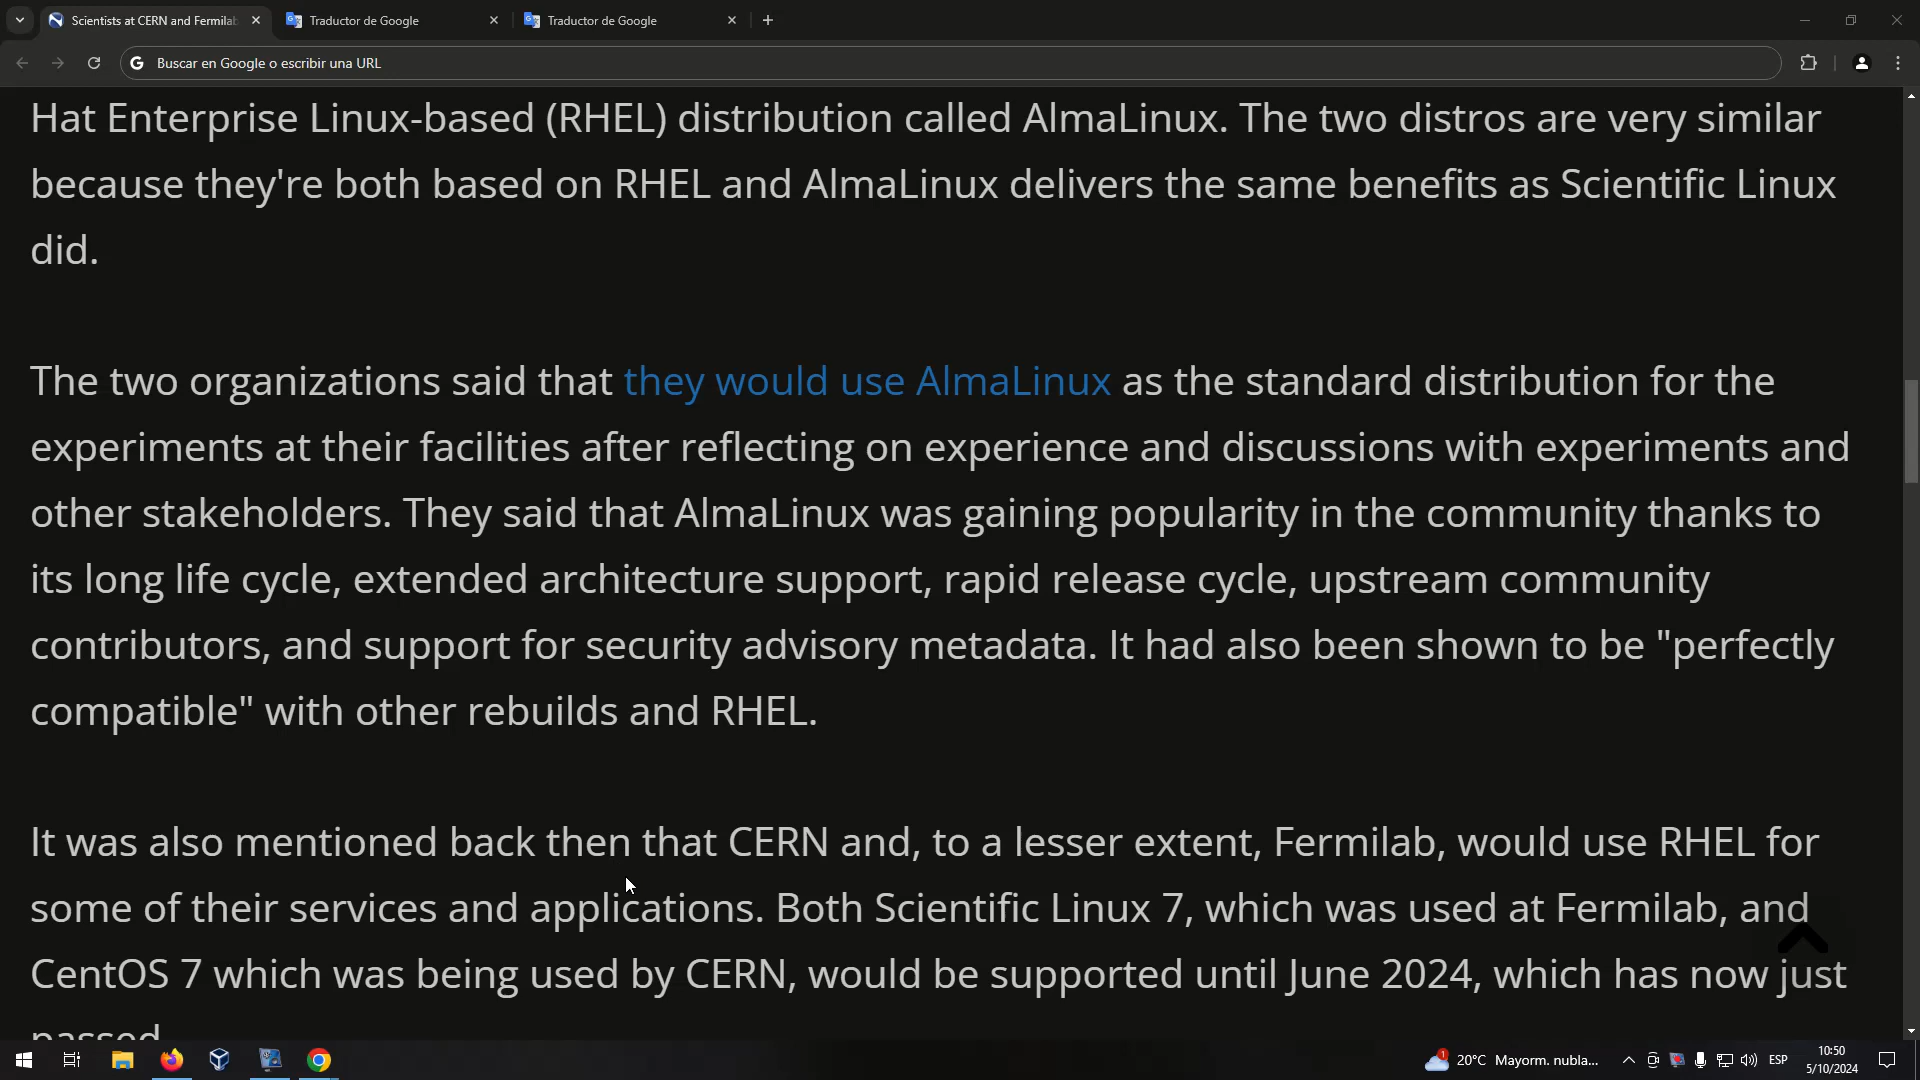 Scientists at CERN and Fermilab
Traductor de Google
Traductor de Google
Buscar en Google o escribir una URL
Hat Enterprise Linux-based (RHEL) distribution called AlmaLinux. The two distros are very similar
because they're both based on RHEL and AlmaLinux delivers the same benefits as Scientific Linux
did.
The two organizations said that they would use AlmaLinux as the standard distribution for the
experiments at their facilities after reflecting on experience and discussions with experiments and
other stakeholders. They said that AlmaLinux was gaining popularity in the community thanks to
its long life cycle, extended architecture support, rapid release cycle, upstream community
contributors, and support for security advisory metadata. It had also been shown to be "perfectly
compatible" with other rebuilds and RHEL.
It was also mentioned back then that CERN and, to a lesser extent, Fermilab, would use RHEL for
some of their services and applications. Both Scientific Linux 7, which was used at Fermilab, and
CentOS 7 which was being used by CERN, would be supported until June 2024, which has now just
passed
1
20°C Mayorm. nubla...
ESP
10:50
5/10/2024